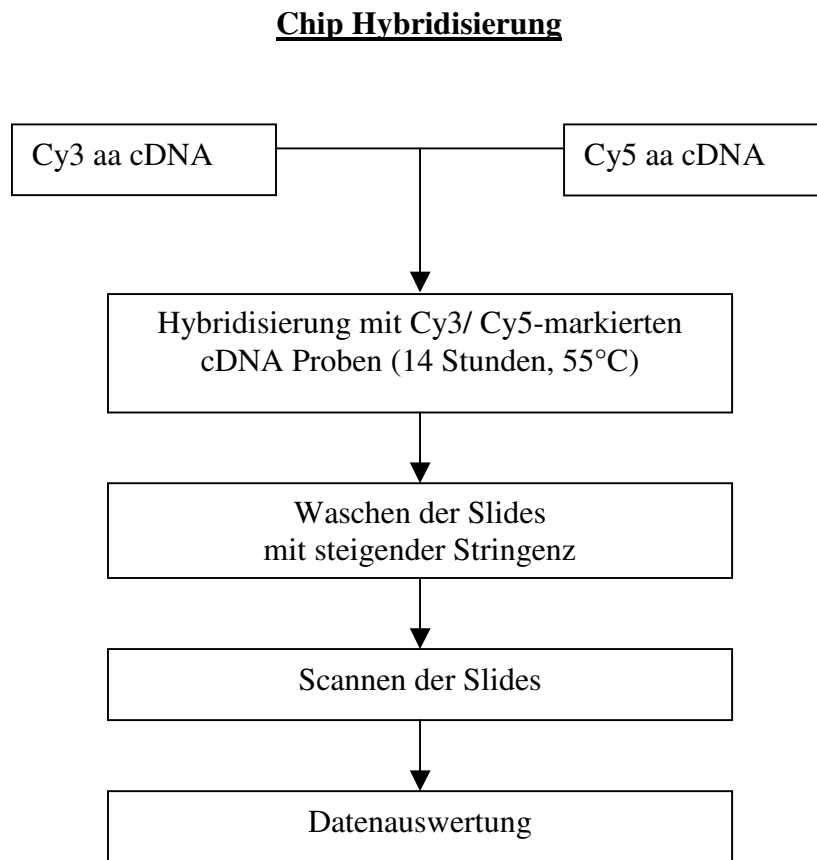 Chip Hybridisierung
Cy3 aa cDNA
Cy5 aa cDNA
Hybridisierung mit Cy3/ Cy5-markierten
cDNA Proben (14 Stunden, 55°C)
Waschen der Slides
mit steigender Stringenz
Scannen der Slides
Datenauswertung